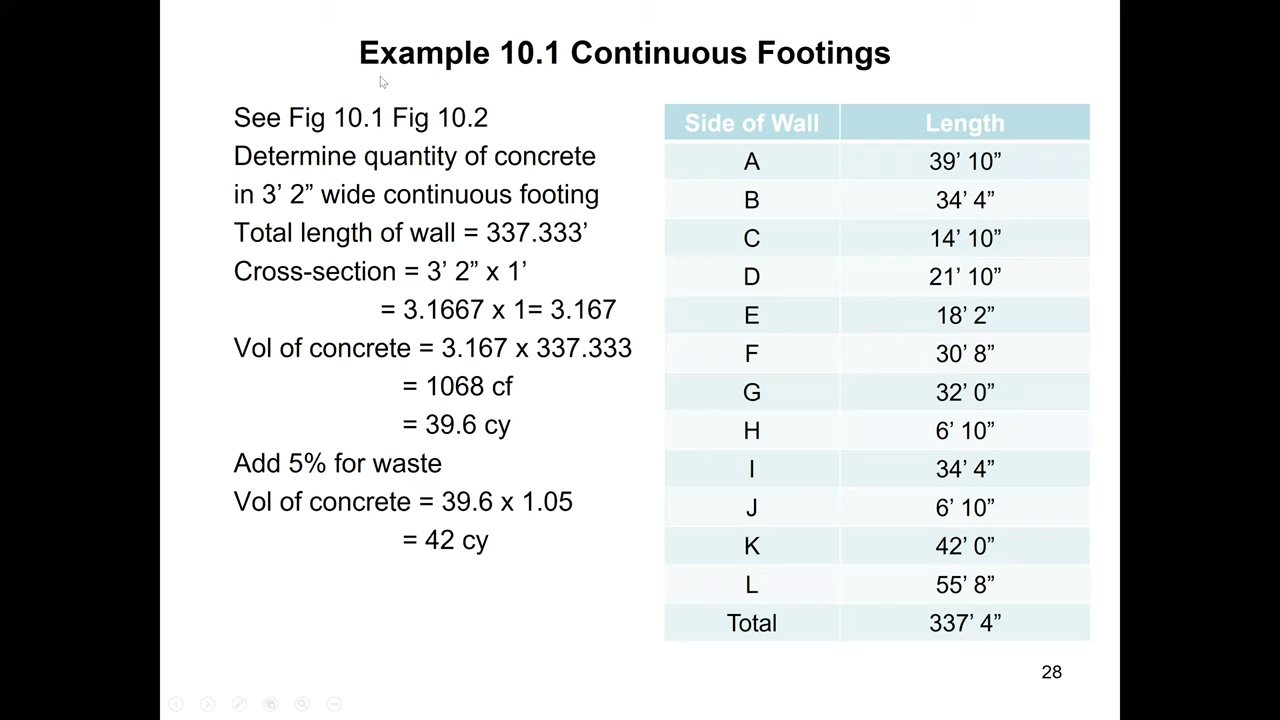 Example 10.1 Continuous Footings
See Fig 10.1 Fig 10.2
Determine quantity of concrete
in 3’ 2” wide continuous footing
Total length of wall = 337.333’
Cross-section = 3’ 2” x 1’
= 3.1667 x 1= 3.167
Vol of concrete = 3.167 x 337.333
= 1068 cf
= 39.6 cy
Add 5% for waste
Vol of concrete = 39.6 x 1.05
= 42 cy
Side of Wall Length
A 39’ 10”
B 34’ 4”
C 14’ 10”
D 21’ 10”
E 18’ 2”
F 30’ 8”
G 32’ 0”
H 6’ 10”
I 34’ 4”
J 6’ 10”
K 42’ 0”
L 55’ 8”
Total 337’ 4”
28